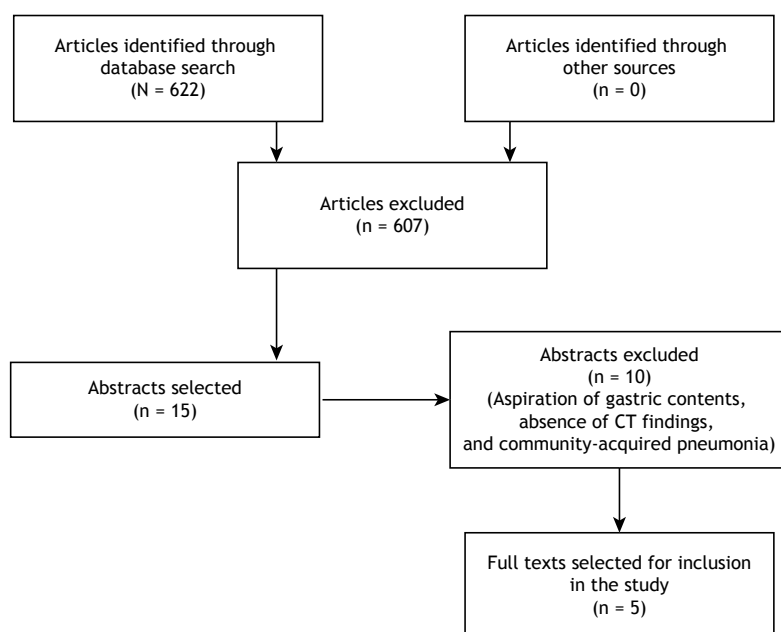 Articles identified through
database search
(N = 622)
Articles identified through
other sources
(n = 0)
Articles excluded
(n = 607)
Abstracts selected
(n = 15)
Abstracts excluded
(n = 10)
(Aspiration of gastric contents,
absence of CT findings,
and community-acquired pneumonia)
Full texts selected for inclusion
in the study
(n = 5)